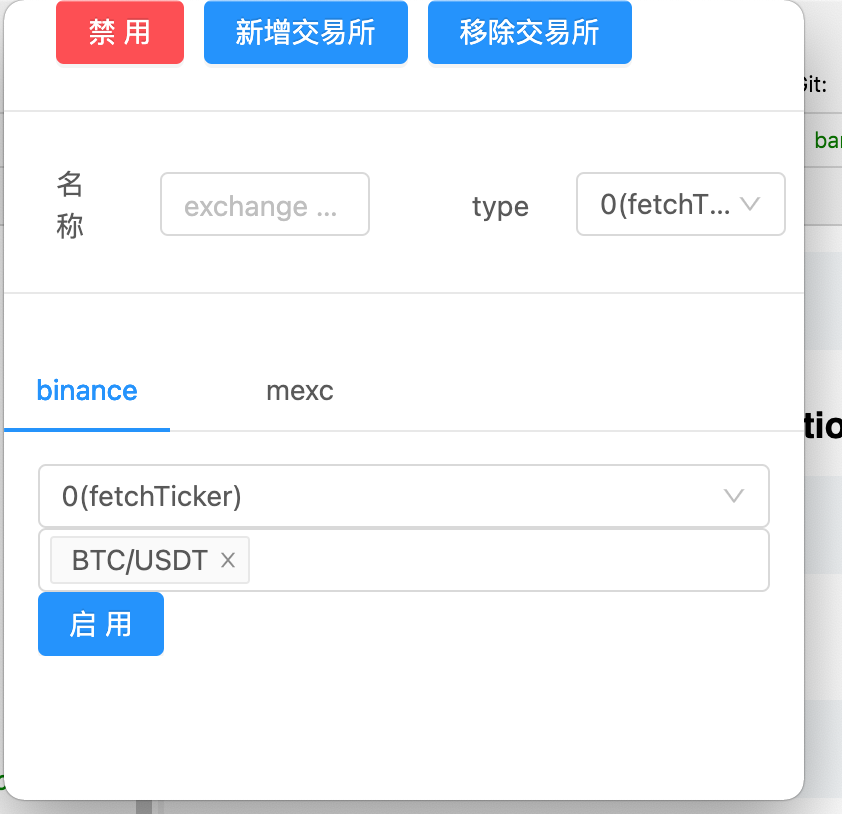 禁 用 新增交易所 移除交易所
Git:
bar
名称 exchange ... type 0(fetchT...
binance mexc
tio
0(fetchTicker)
BTC/USDT
启 用